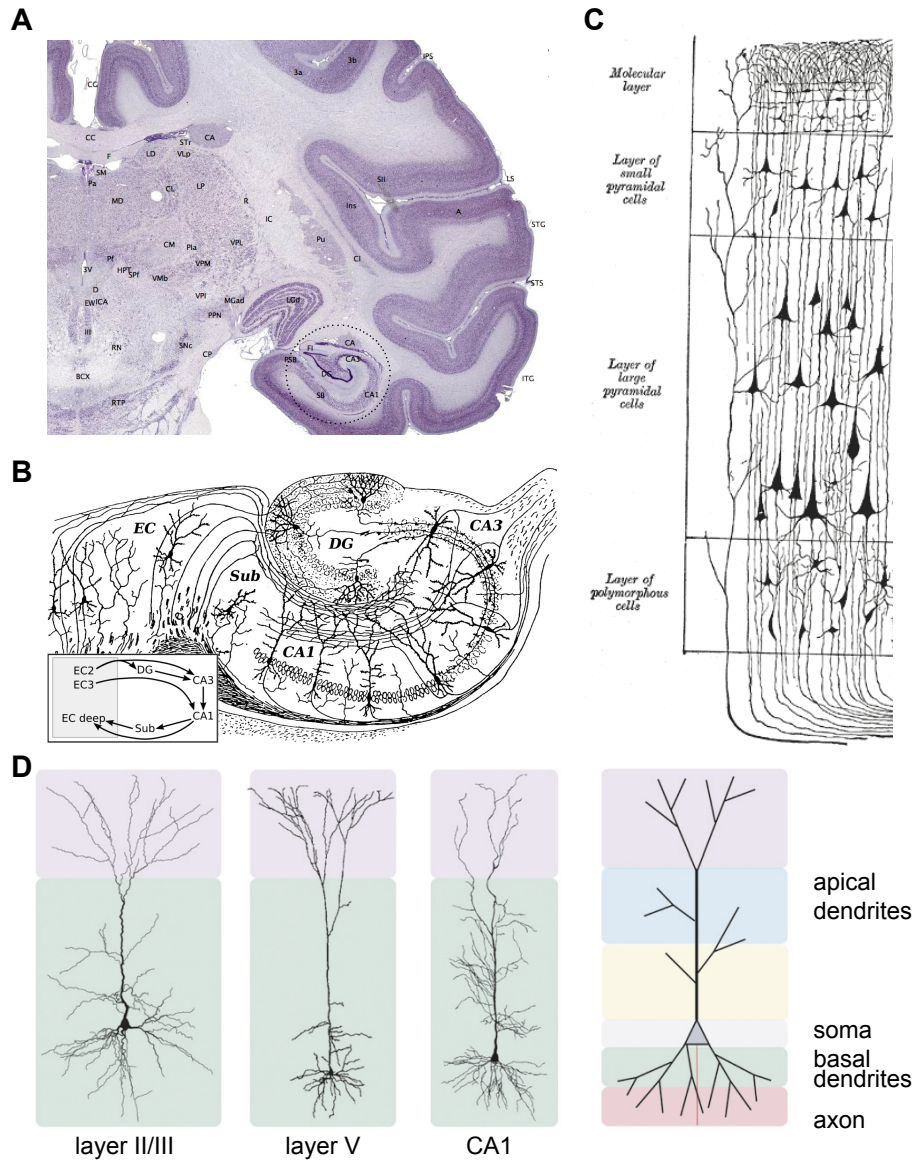 A
3a
3b
IPS
CG
CC
STr
CA
F
LD
VLp
SM
Pa
CL
LP
SII
LS
MD
R
Ins
A
IC
STG
CM
Pla
VPL
Pu
Pf
VPM
Cl
3V
HPT
SPf
VMb
STS
D
VPI
MGad
LGd
EW
ICA
PPN
III
RN
SNc
CP
PSB
FI
CA
CA3
BCX
DG
ITG
RTP
SB
CA1
B
EC
DG
CA3
Sub
CA1
EC2
DG
CA3
EC3
CA1
EC deep
Sub
C
Molecular
layer
Layer of
small
pyramidal
cells
Layer of
large
pyramidal
cells
Layer of
polymorphous
cells
D
layer II/III
layer V
CA1
apical
dendrites
soma
basal
dendrites
axon